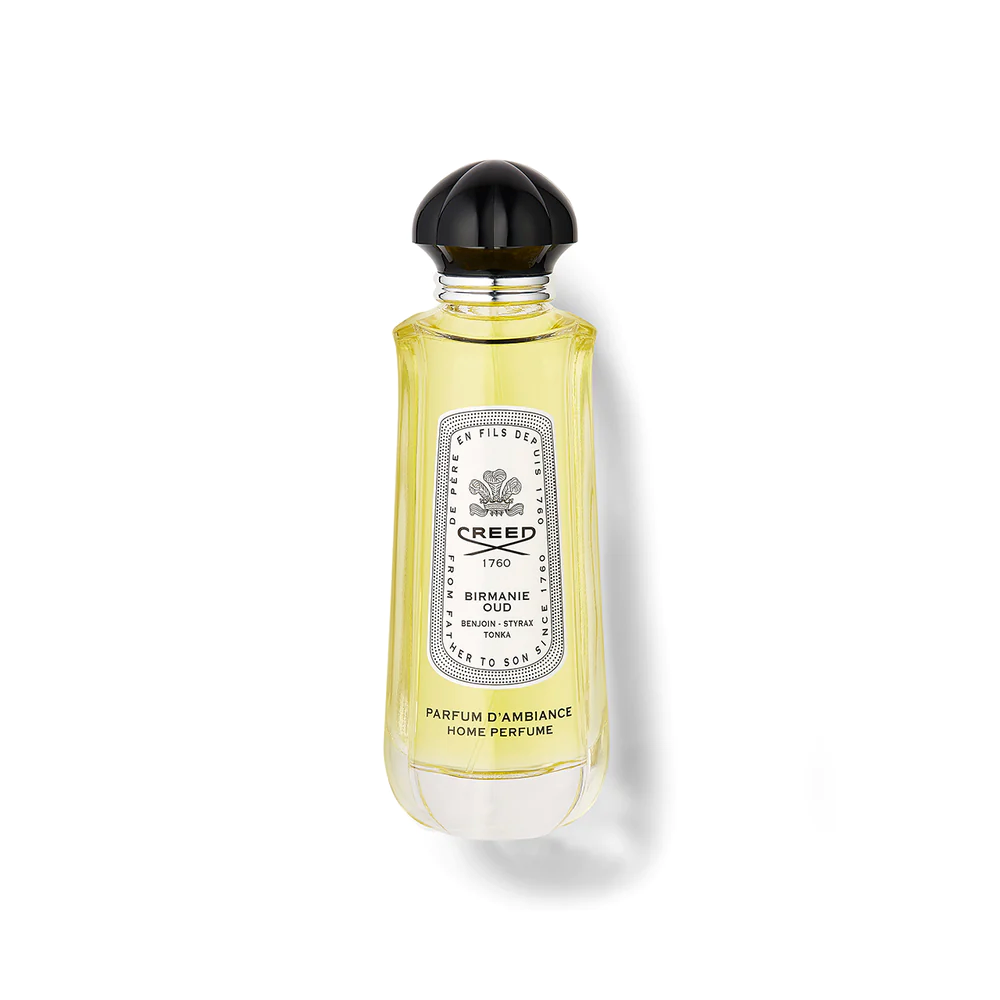 DE PÈRE EN FILS DEPUIS 1760
CREED
1760
BIRMANIE
OUD
BENJOIN - STYRAX
TONKA
FROM FATHER TO SON SINCE 1760
PARFUM D'AMBIANCE
HOME PERFUME